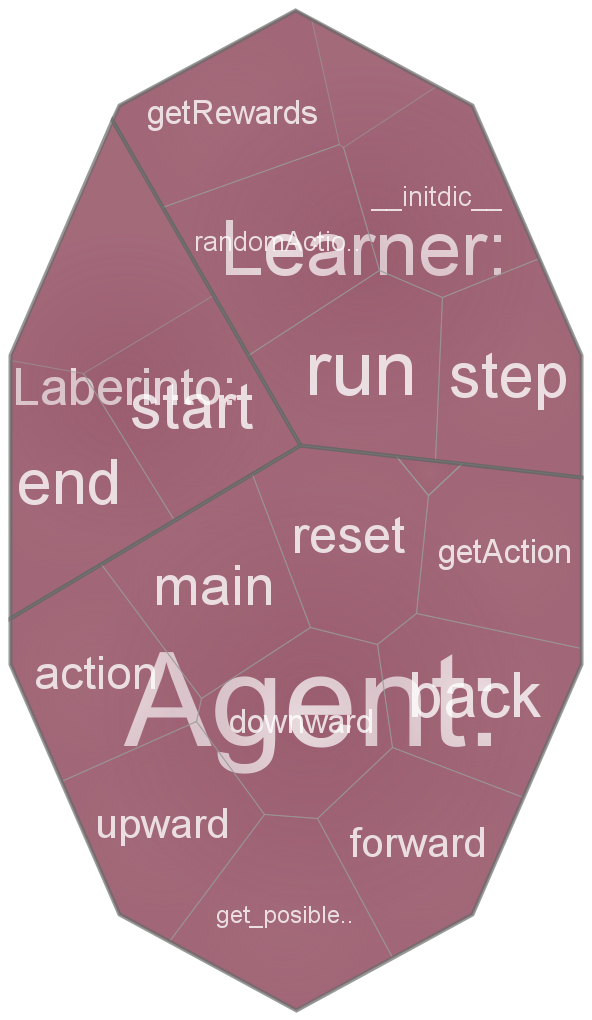 getRewards
__initdic__
randomActio..
Learner:
run
step
Laberinto:
start
end
reset
getAction
main
action
Agent:
back
downward
upward
forward
get_posible..